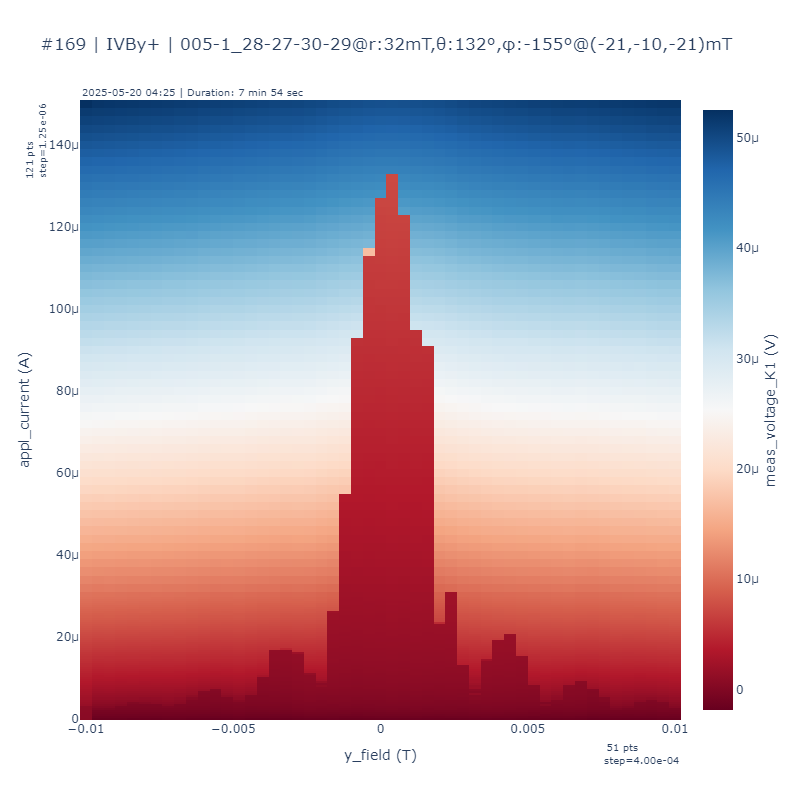 #169 | IVBy+ | 005-1_28-27-30-29@r:32mT,θ:132°,φ:-155°@(-21,-10,-21)mT
2025-05-20 04:25 | Duration: 7 min 54 sec
121 pts
step=1.25e-06
140μ
120μ
100μ
80μ
60μ
40μ
20μ
0
appl_current (A)
−0.01
−0.005
0
0.005
0.01
y_field (T)
51 pts
step=4.00e-04
50μ
40μ
30μ
20μ
10μ
0
meas_voltage_K1 (V)